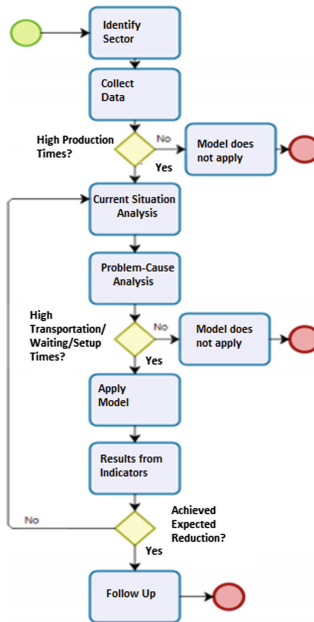 Identify
Sector
Collect
Data
High Production
Times?
No
Model does
not apply
Yes
Current Situation
Analysis
Problem-Cause
Analysis
High
Transportation/
Waiting/Setup
Times?
No
Model does
not apply
Yes
Apply
Model
Results from
Indicators
Achieved
Expected
Reduction?
No
Yes
Follow Up